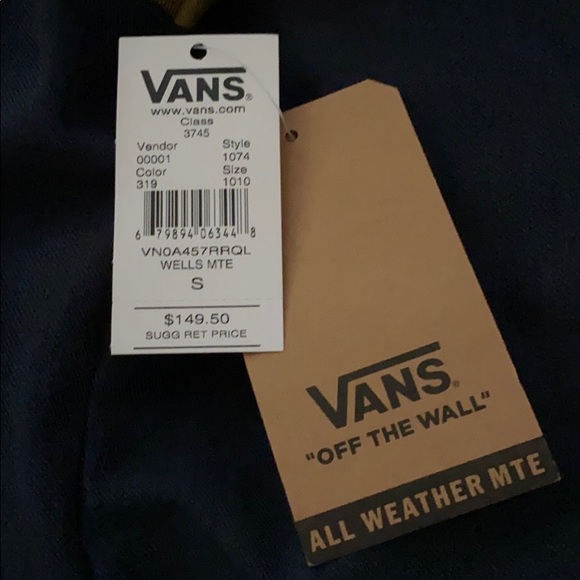 VANS®
www.vans.com
Class
3745
Vendor Style
00001 1074
Color Size
319 1010
6 79894 06344 8
VN0A457RRQL
WELLS MTE
S
$149.50
SUGG RET PRICE
VANS®
"OFF THE WALL"
ALL WEATHER MTE